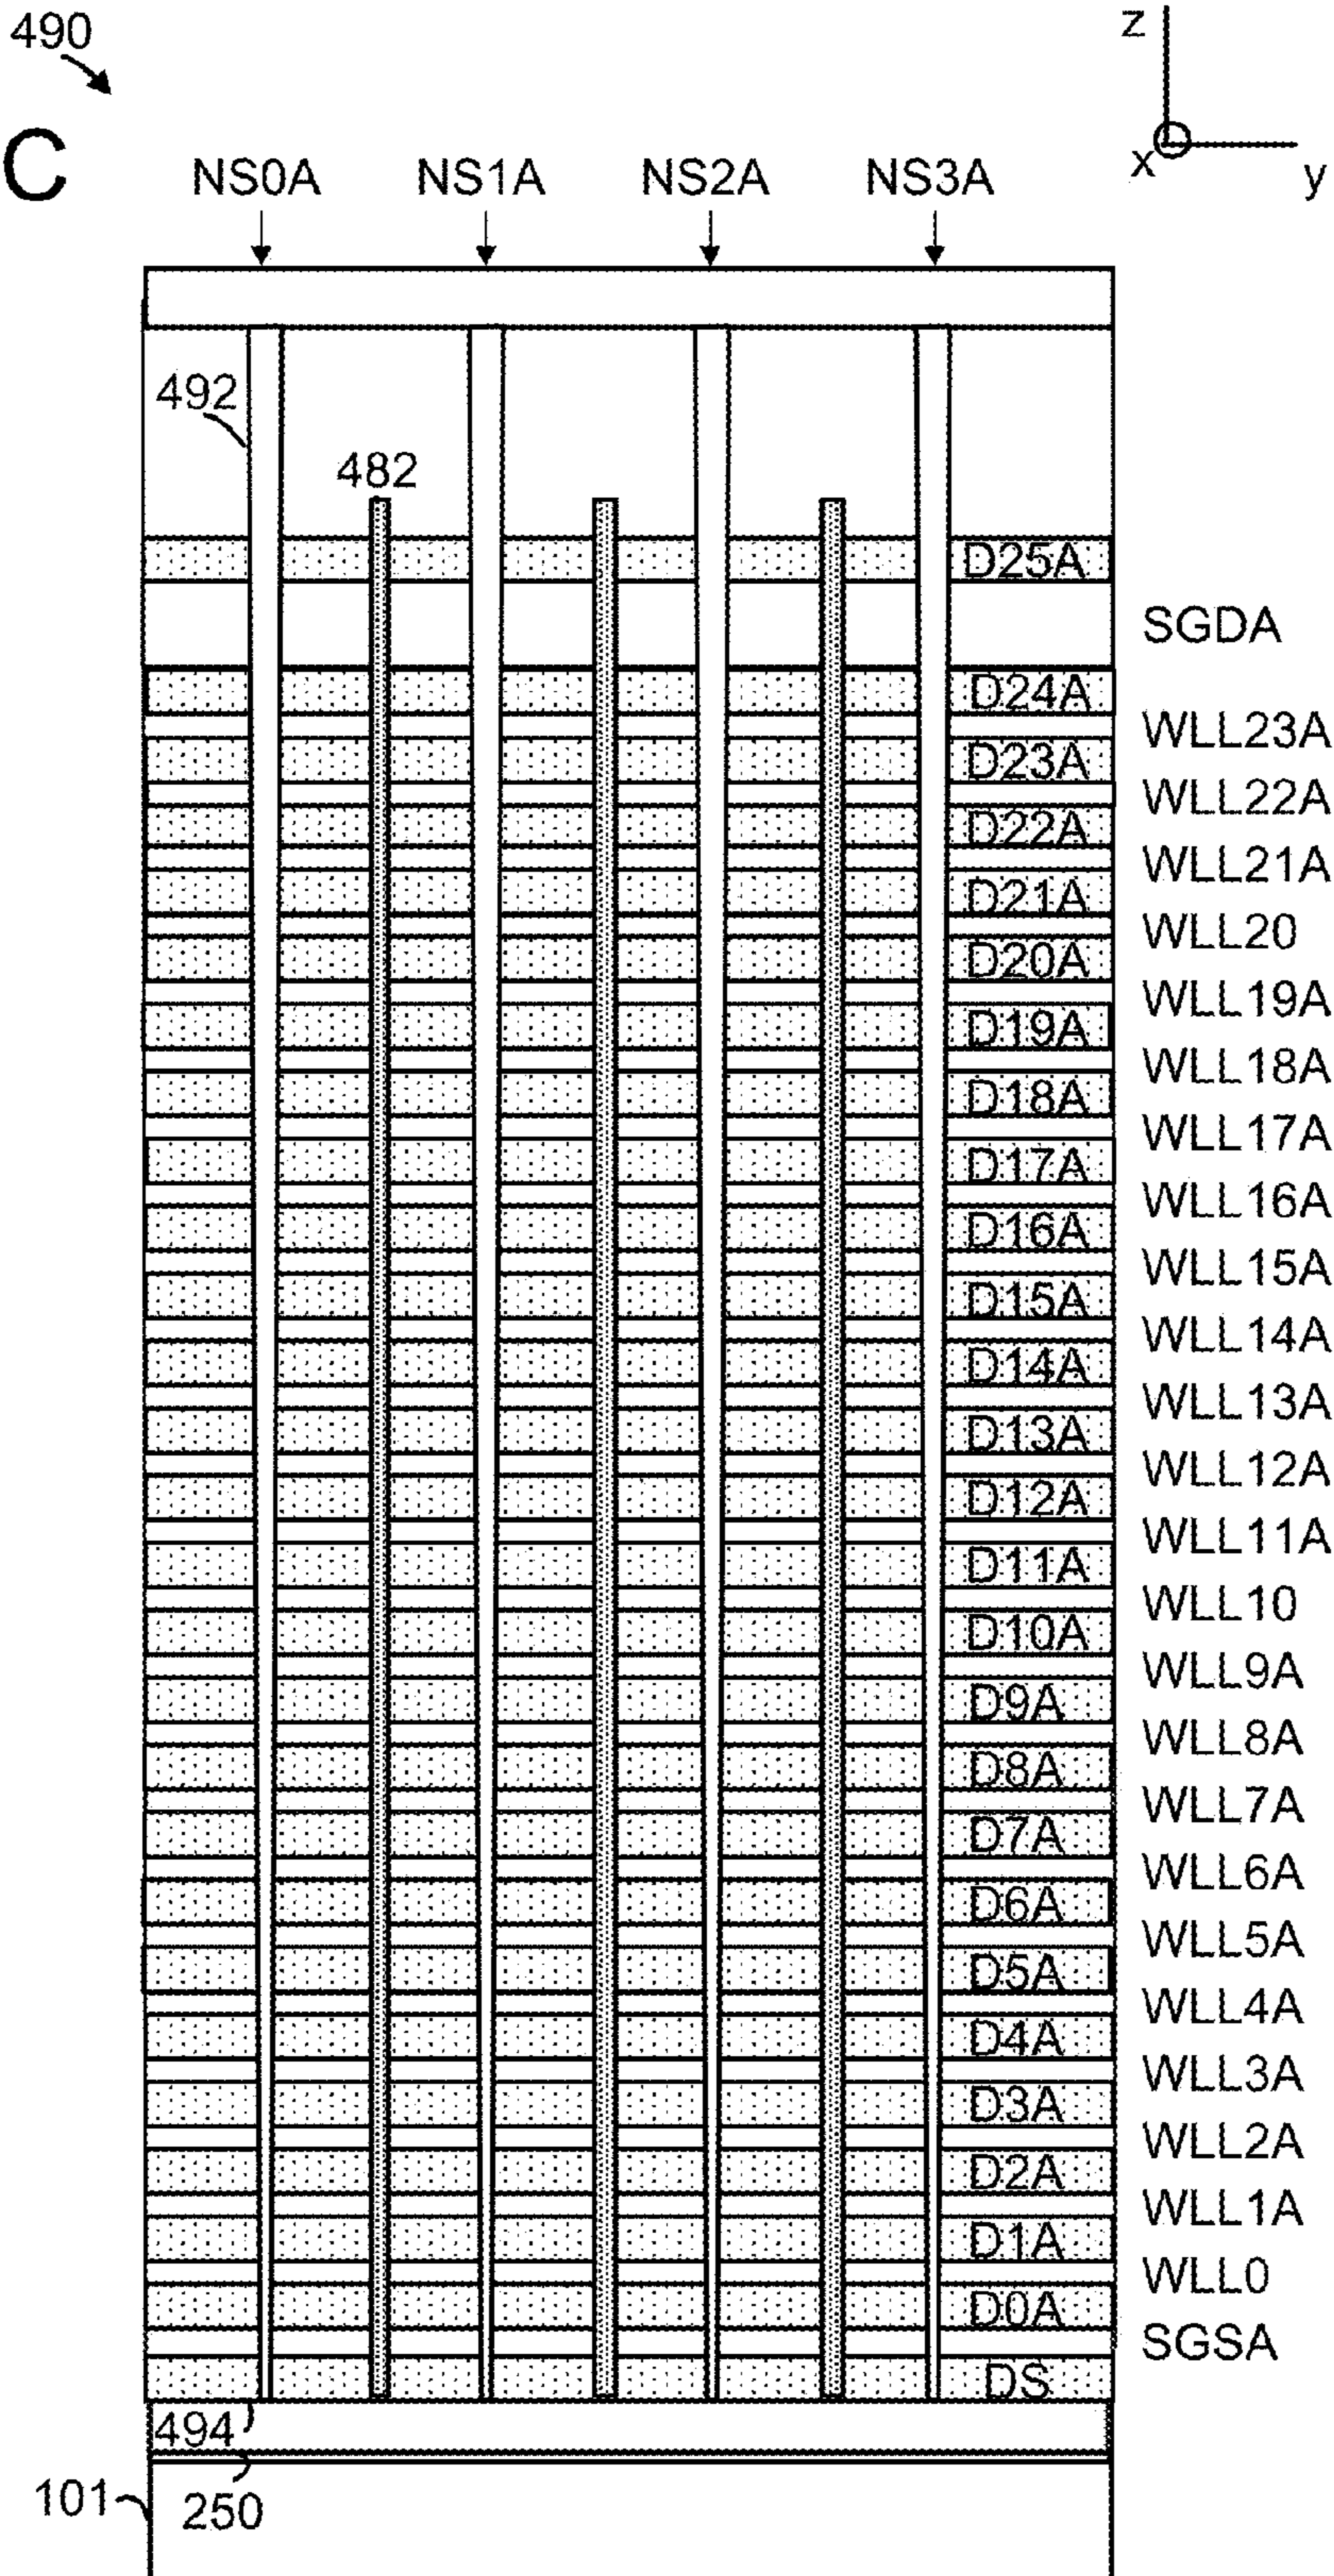 490
z
x
y
C
NS0A NS1A NS2A NS3A
492
482
D25A
SGDA
D24A
WLL23A
D23A
WLL22A
D22A
WLL21A
D21A
WLL20
D20A
WLL19A
D19A
WLL18A
D18A
WLL17A
D17A
WLL16A
D16A
WLL15A
D15A
WLL14A
D14A
WLL13A
D13A
WLL12A
D12A
WLL11A
D11A
WLL10
D10A
WLL9A
D9A
WLL8A
D8A
WLL7A
D7A
WLL6A
D6A
WLL5A
D5A
WLL4A
D4A
WLL3A
D3A
WLL2A
D2A
WLL1A
D1A
WLL0
D0A
SGSA
DS
494
101
250